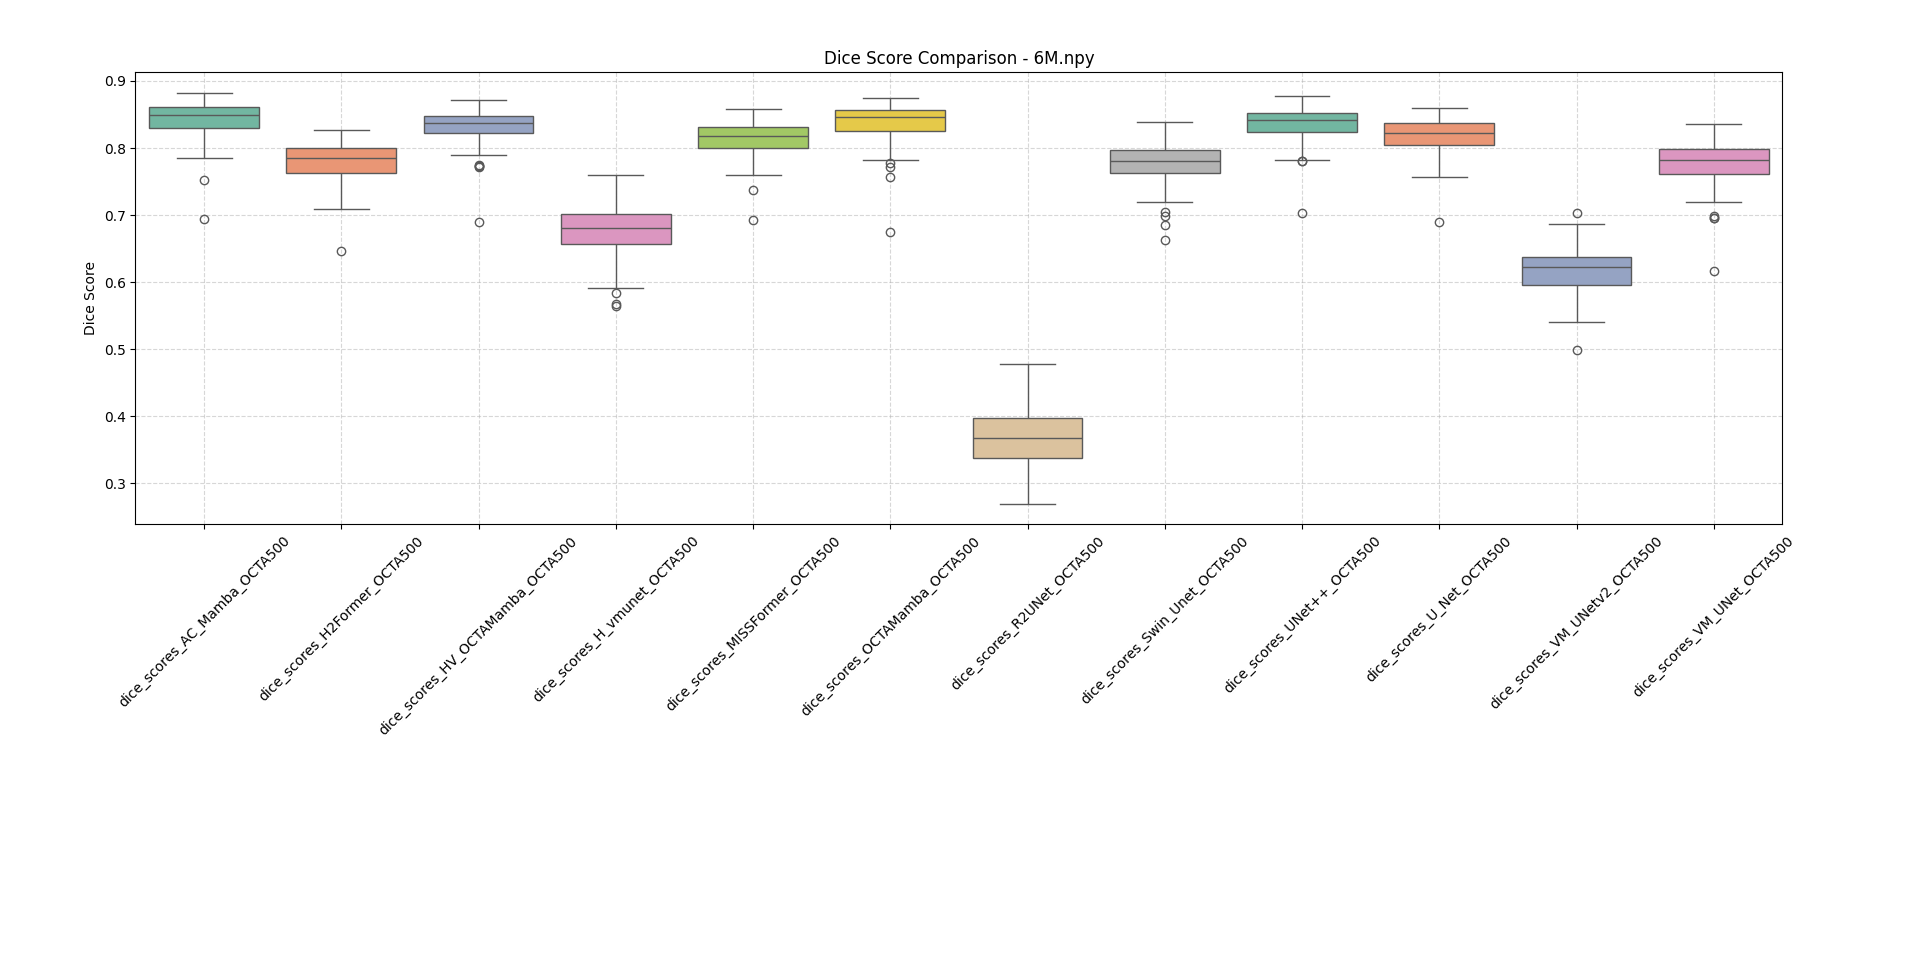 Dice Score Comparison - 6M.npy
Dice Score
0.9
0.8
0.7
0.6
0.5
0.4
0.3
dice_scores_AC_Mamba_OCTA500
dice_scores_H2Former_OCTA500
dice_scores_HV_OCTAMamba_OCTA500
dice_scores_H_vmunet_OCTA500
dice_scores_MISSFormer_OCTA500
dice_scores_OCTAMamba_OCTA500
dice_scores_R2UNet_OCTA500
dice_scores_Swin_Unet_OCTA500
dice_scores_UNet++_OCTA500
dice_scores_U_Net_OCTA500
dice_scores_VM_UNetv2_OCTA500
dice_scores_VM_UNet_OCTA500